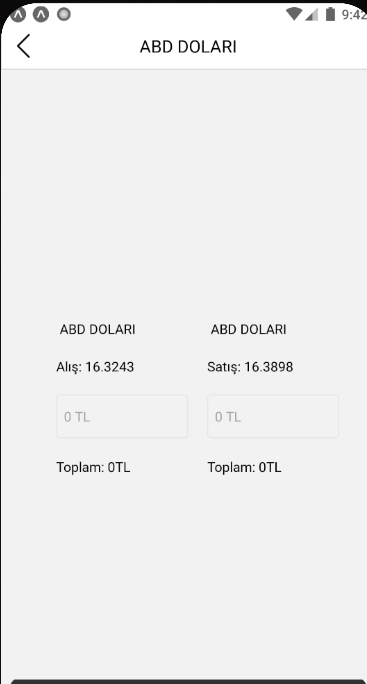 9:42
ABD DOLARI
ABD DOLARI
Alış: 16.3243
0 TL
Toplam: 0TL
ABD DOLARI
Satış: 16.3898
0 TL
Toplam: 0TL